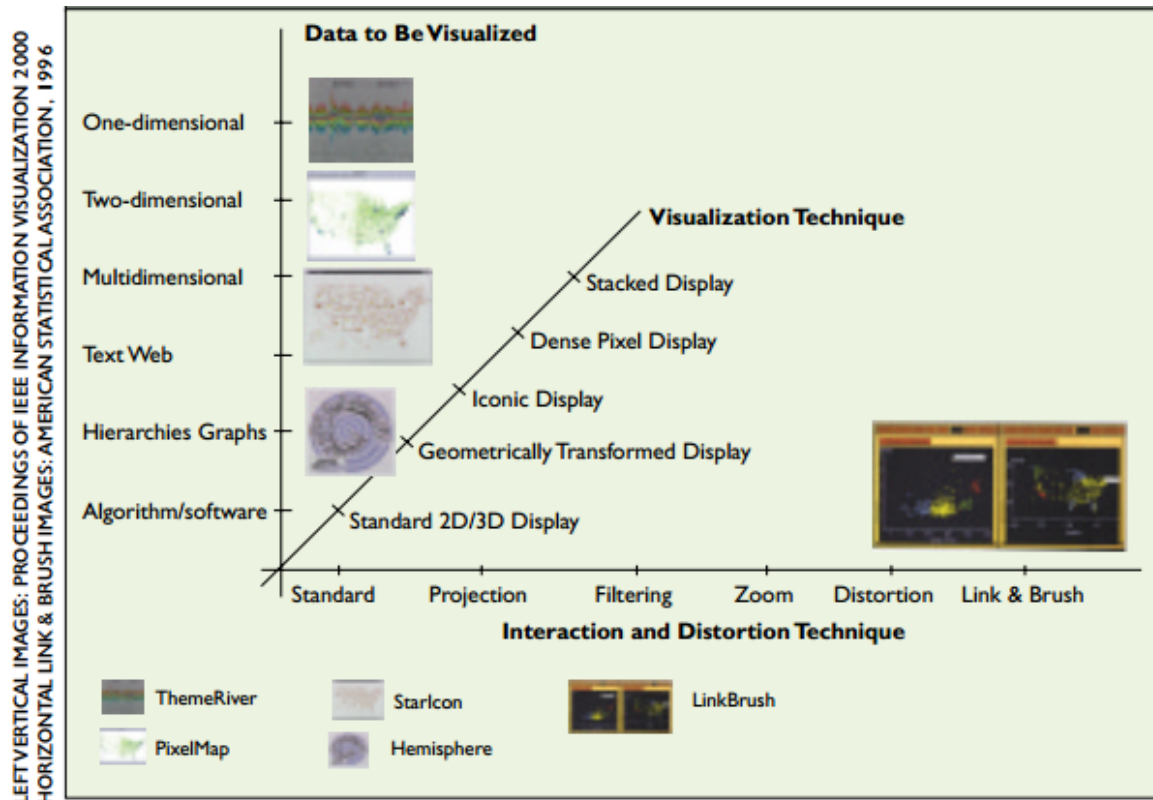 LEFT VERTICAL IMAGES: PROCEEDINGS OF IEEE INFORMATION VISUALIZATION 2000
HORIZONTAL LINK & BRUSH IMAGES: AMERICAN STATISTICAL ASSOCIATION, 1996
Data to Be Visualized
One-dimensional
Two-dimensional
Multidimensional
Text Web
Hierarchies Graphs
Algorithm/software
Visualization Technique
Stacked Display
Dense Pixel Display
Iconic Display
Geometrically Transformed Display
Standard 2D/3D Display
Standard Projection Filtering Zoom Distortion Link & Brush
Interaction and Distortion Technique
ThemeRiver StarIcon LinkBrush
PixelMap Hemisphere